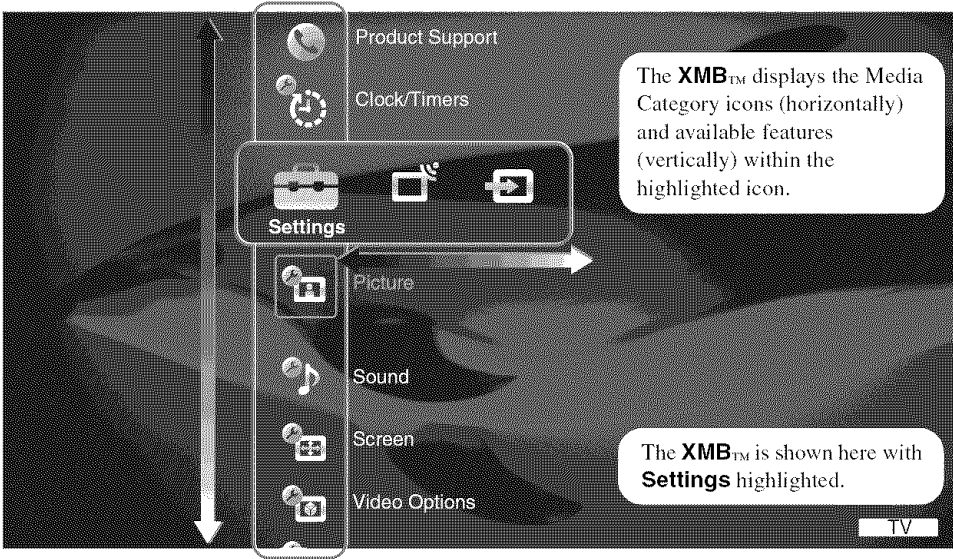 Product Support
Clock/Timers
Settings
Picture
Sound
Screen
Video Options
The XMB™ displays the Media
Category icons (horizontally)
and available features
(vertically) within the
highlighted icon.
The XMB™ is shown here with
Settings highlighted.
TV